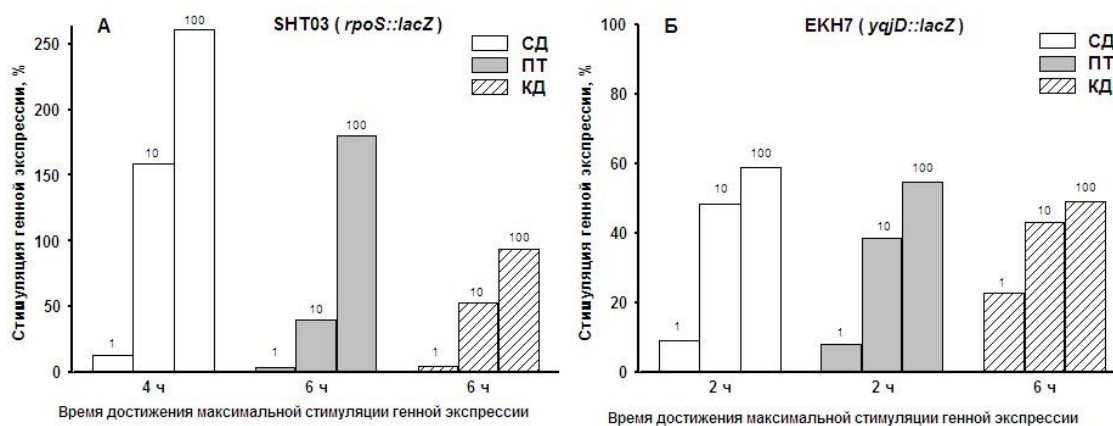 А
SHT03 ( rpoS::lacZ )
Стимуляция генной экспрессии, %
250
200
150
100
50
0
СД
ПТ
КД
1
10
100
1
10
100
1
10
100
4 ч
6 ч
6 ч
Время достижения максимальной стимуляции генной экспрессии
Б
EKH7 ( yqjD::lacZ )
Стимуляция генной экспрессии, %
100
80
60
40
20
0
СД
ПТ
КД
1
10
100
1
10
100
1
10
100
2 ч
2 ч
6 ч
Время достижения максимальной стимуляции генной экспрессии